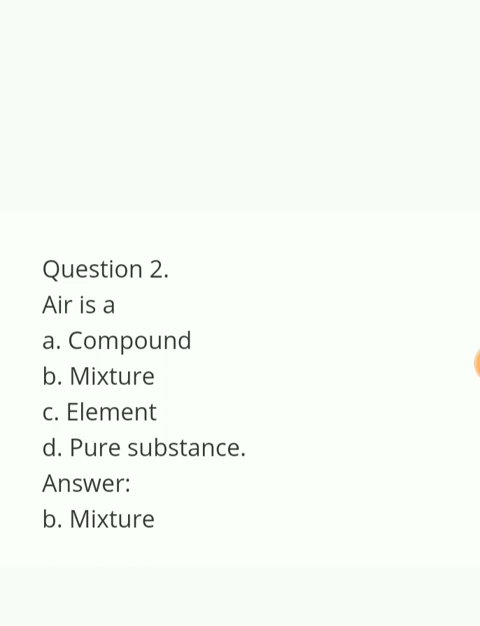 Question 2.
Air is a
a. Compound
b. Mixture
c. Element
d. Pure substance.
Answer:
b. Mixture